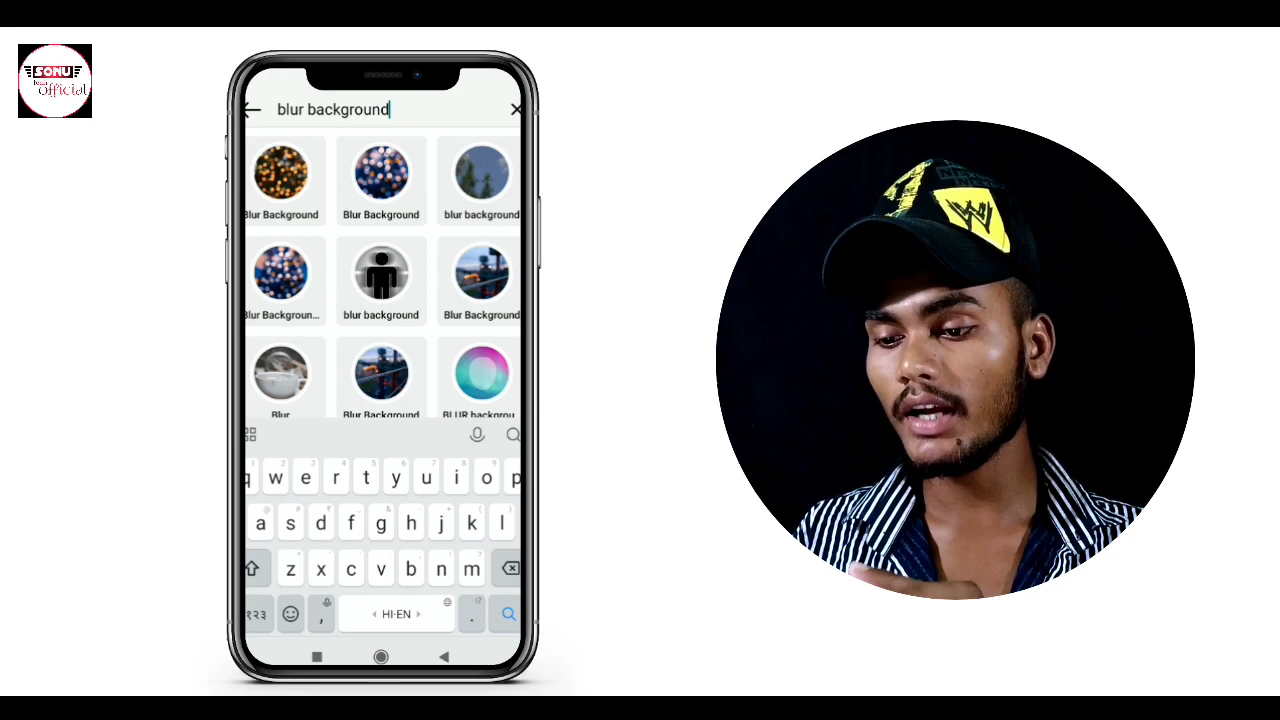 SONU
Official
blur background
Blur Background
Blur Background
blur background
Blur Backgroun...
blur background
Blur Background
Blur
Blur Background
BLUR backgrou
q w e r t y u i o p
a s d f g h j k l
z x c v b n m
१२३ , HI-EN .